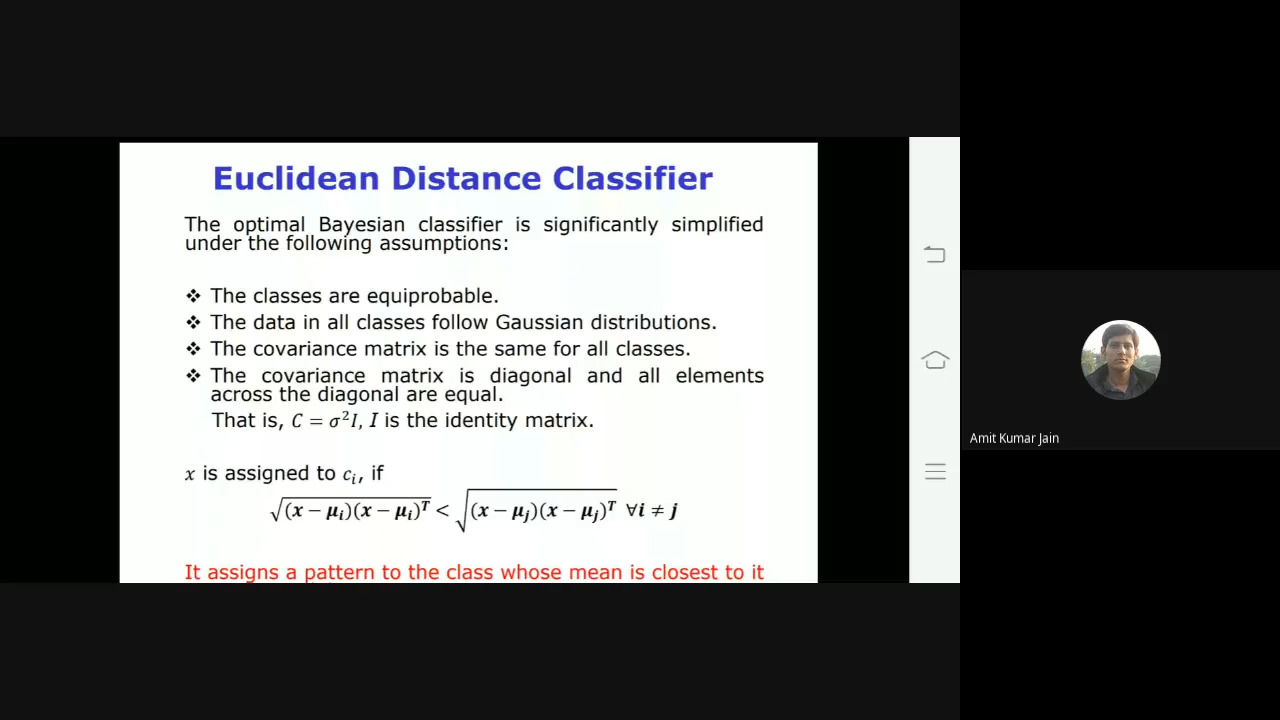 Euclidean Distance Classifier
The optimal Bayesian classifier is significantly simplified
under the following assumptions:
❖ The classes are equiprobable.
❖ The data in all classes follow Gaussian distributions.
❖ The covariance matrix is the same for all classes.
❖ The covariance matrix is diagonal and all elements
across the diagonal are equal.
That is, C = σ²I, I is the identity matrix.
x is assigned to cᵢ, if
√(x − μᵢ)(x − μᵢ)ᵀ < √(x − μⱼ)(x − μⱼ)ᵀ ∀i ≠ j
It assigns a pattern to the class whose mean is closest to it
Amit Kumar Jain